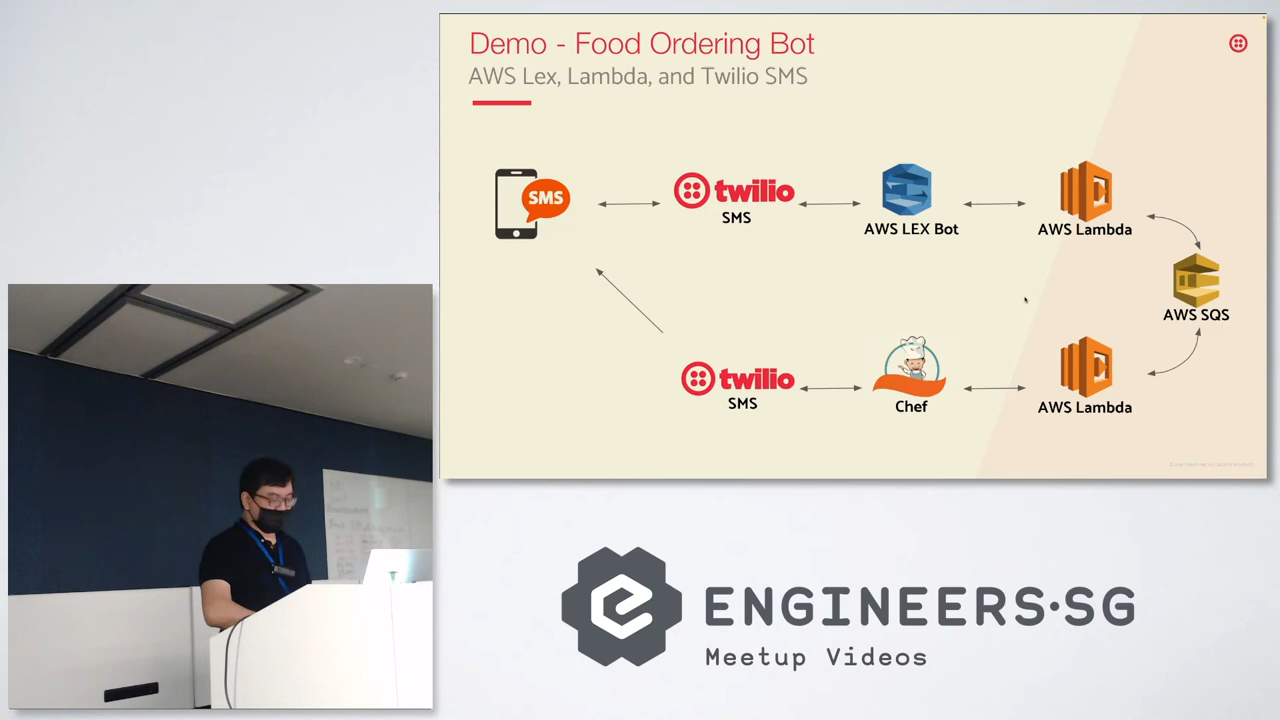 Demo - Food Ordering Bot
AWS Lex, Lambda, and Twilio SMS
SMS
twilio
SMS
AWS LEX Bot
AWS Lambda
AWS SQS
twilio
SMS
Chef
AWS Lambda
ENGINEERS·SG
Meetup Videos